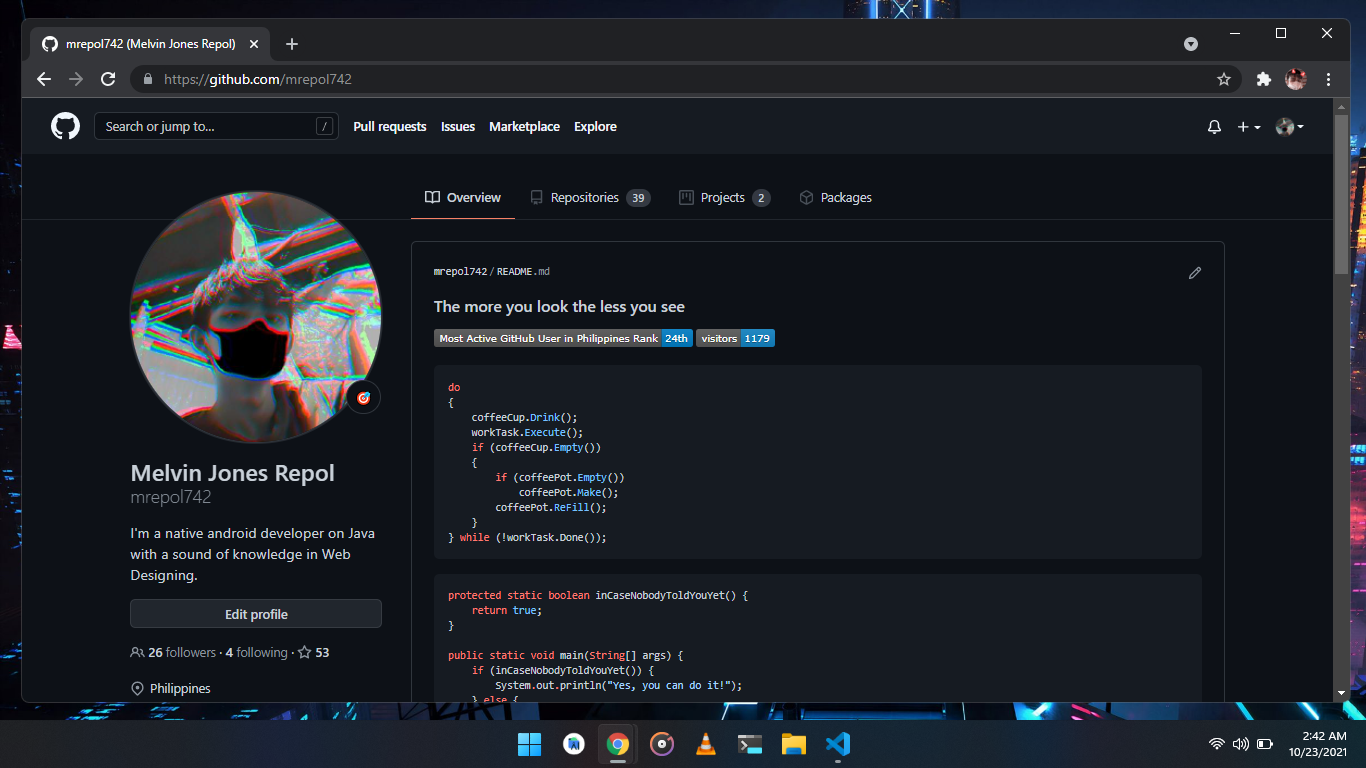 mrepol742 (Melvin Jones Repol)
https://github.com/mrepol742
Search or jump to... /
Pull requests
Issues
Marketplace
Explore
Overview
Repositories 39
Projects 2
Packages
Melvin Jones Repol
mrepol742
I'm a native android developer on Java
with a sound of knowledge in Web
Designing.
Edit profile
26 followers · 4 following · 53
Philippines
mrepol742/README.md
The more you look the less you see
Most Active GitHub User in Philippines Rank 24th
visitors 1179
do
{
    coffeeCup.Drink();
    workTask.Execute();
    if (coffeeCup.Empty())
    {
        if (coffeePot.Empty())
            coffeePot.Make();
        coffeePot.ReFill();
    }
} while (!workTask.Done());
protected static boolean inCaseNobodyToldYouYet() {
    return true;
}
public static void main(String[] args) {
    if (inCaseNobodyToldYouYet()) {
        System.out.println("Yes, you can do it!");
    } else {
2:42 AM
10/23/2021